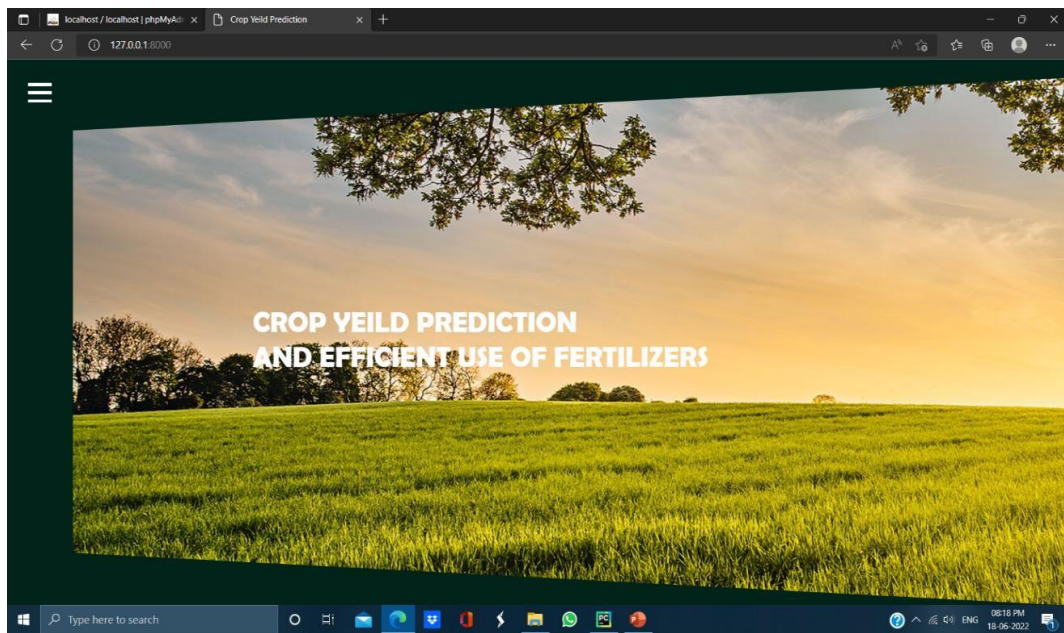 localhost / localhost | phpMyAd
Crop Yeild Prediction
127.0.0.1:8000
CROP YEILD PREDICTION
AND EFFICIENT USE OF FERTILIZERS
Type here to search
ENG
08:18 PM
18-06-2022